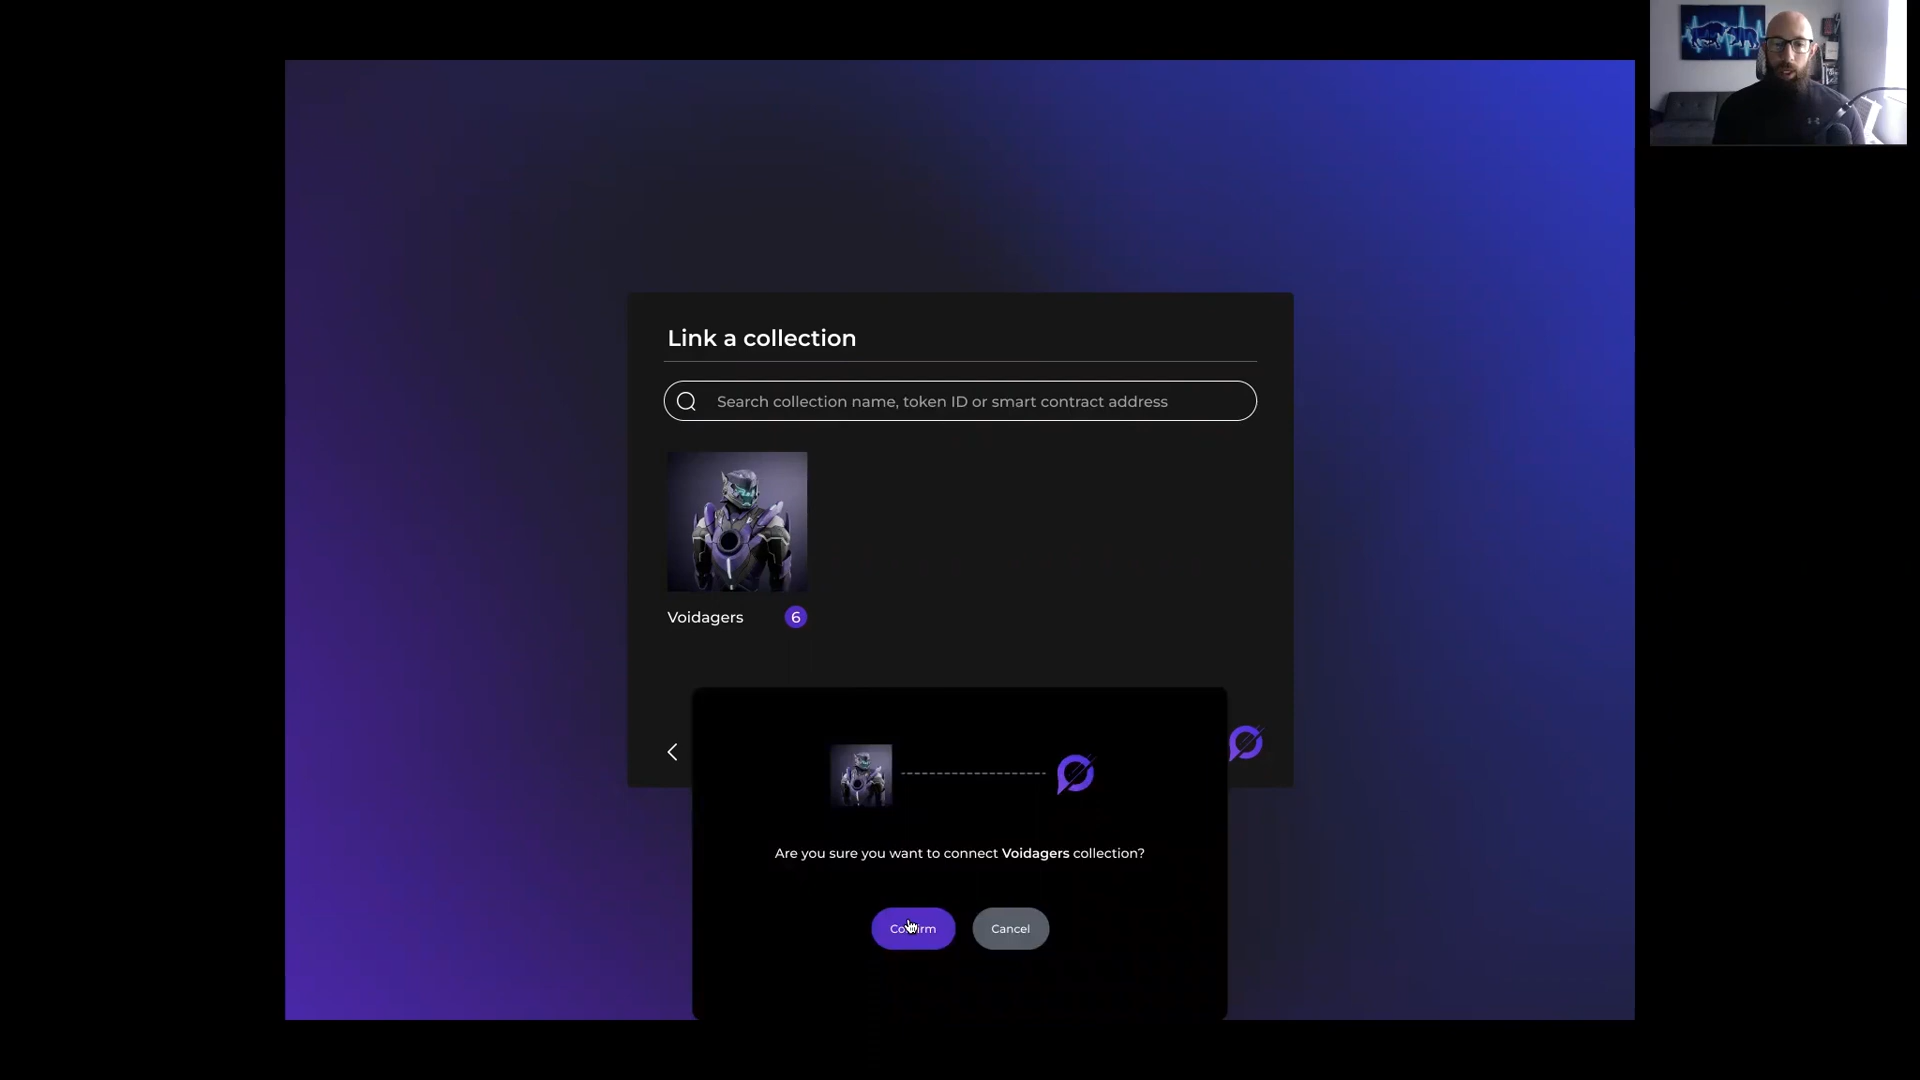 Link a collection
Search collection name, token ID or smart contract address
Voidagers 6
Are you sure you want to connect Voidagers collection?
Confirm Cancel